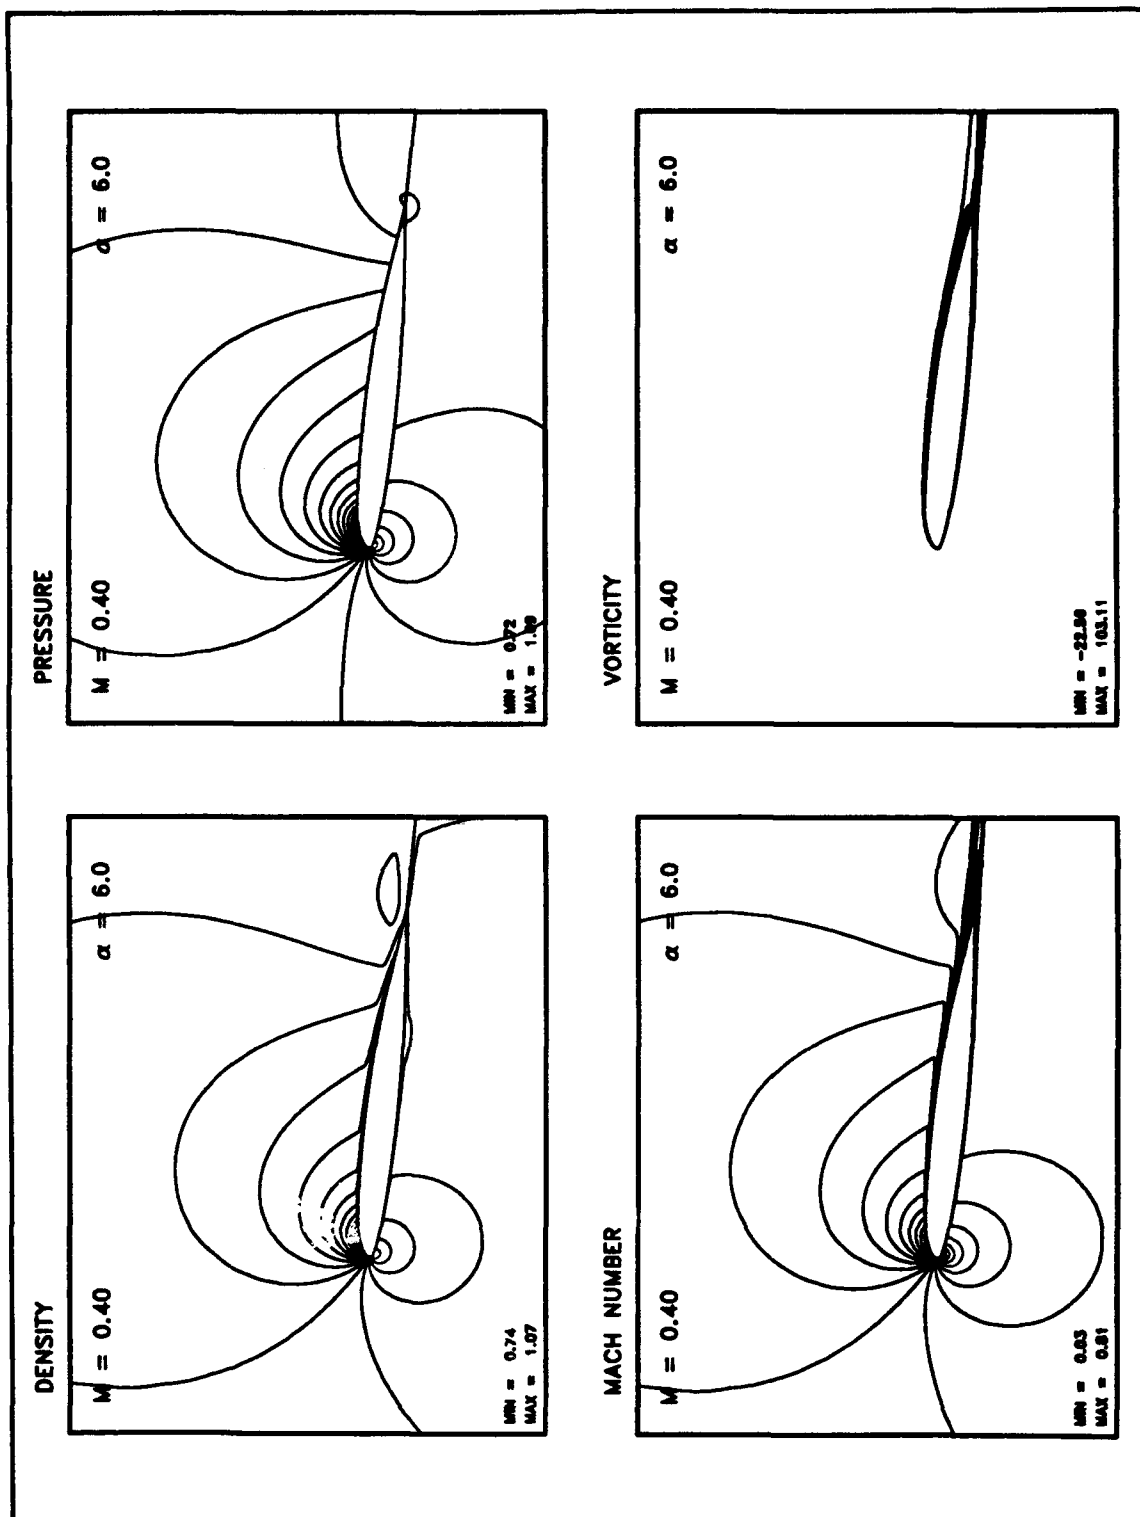 DENSITY
M = 0.40
α = 6.0
MIN = 0.74
MAX = 1.07
PRESSURE
M = 0.40
α = 6.0
MIN = 0.72
MAX =
MACH NUMBER
M = 0.40
α = 6.0
MIN = 0.03
MAX = 0.81
VORTICITY
M = 0.40
α = 6.0
MIN =
MAX = 103.11